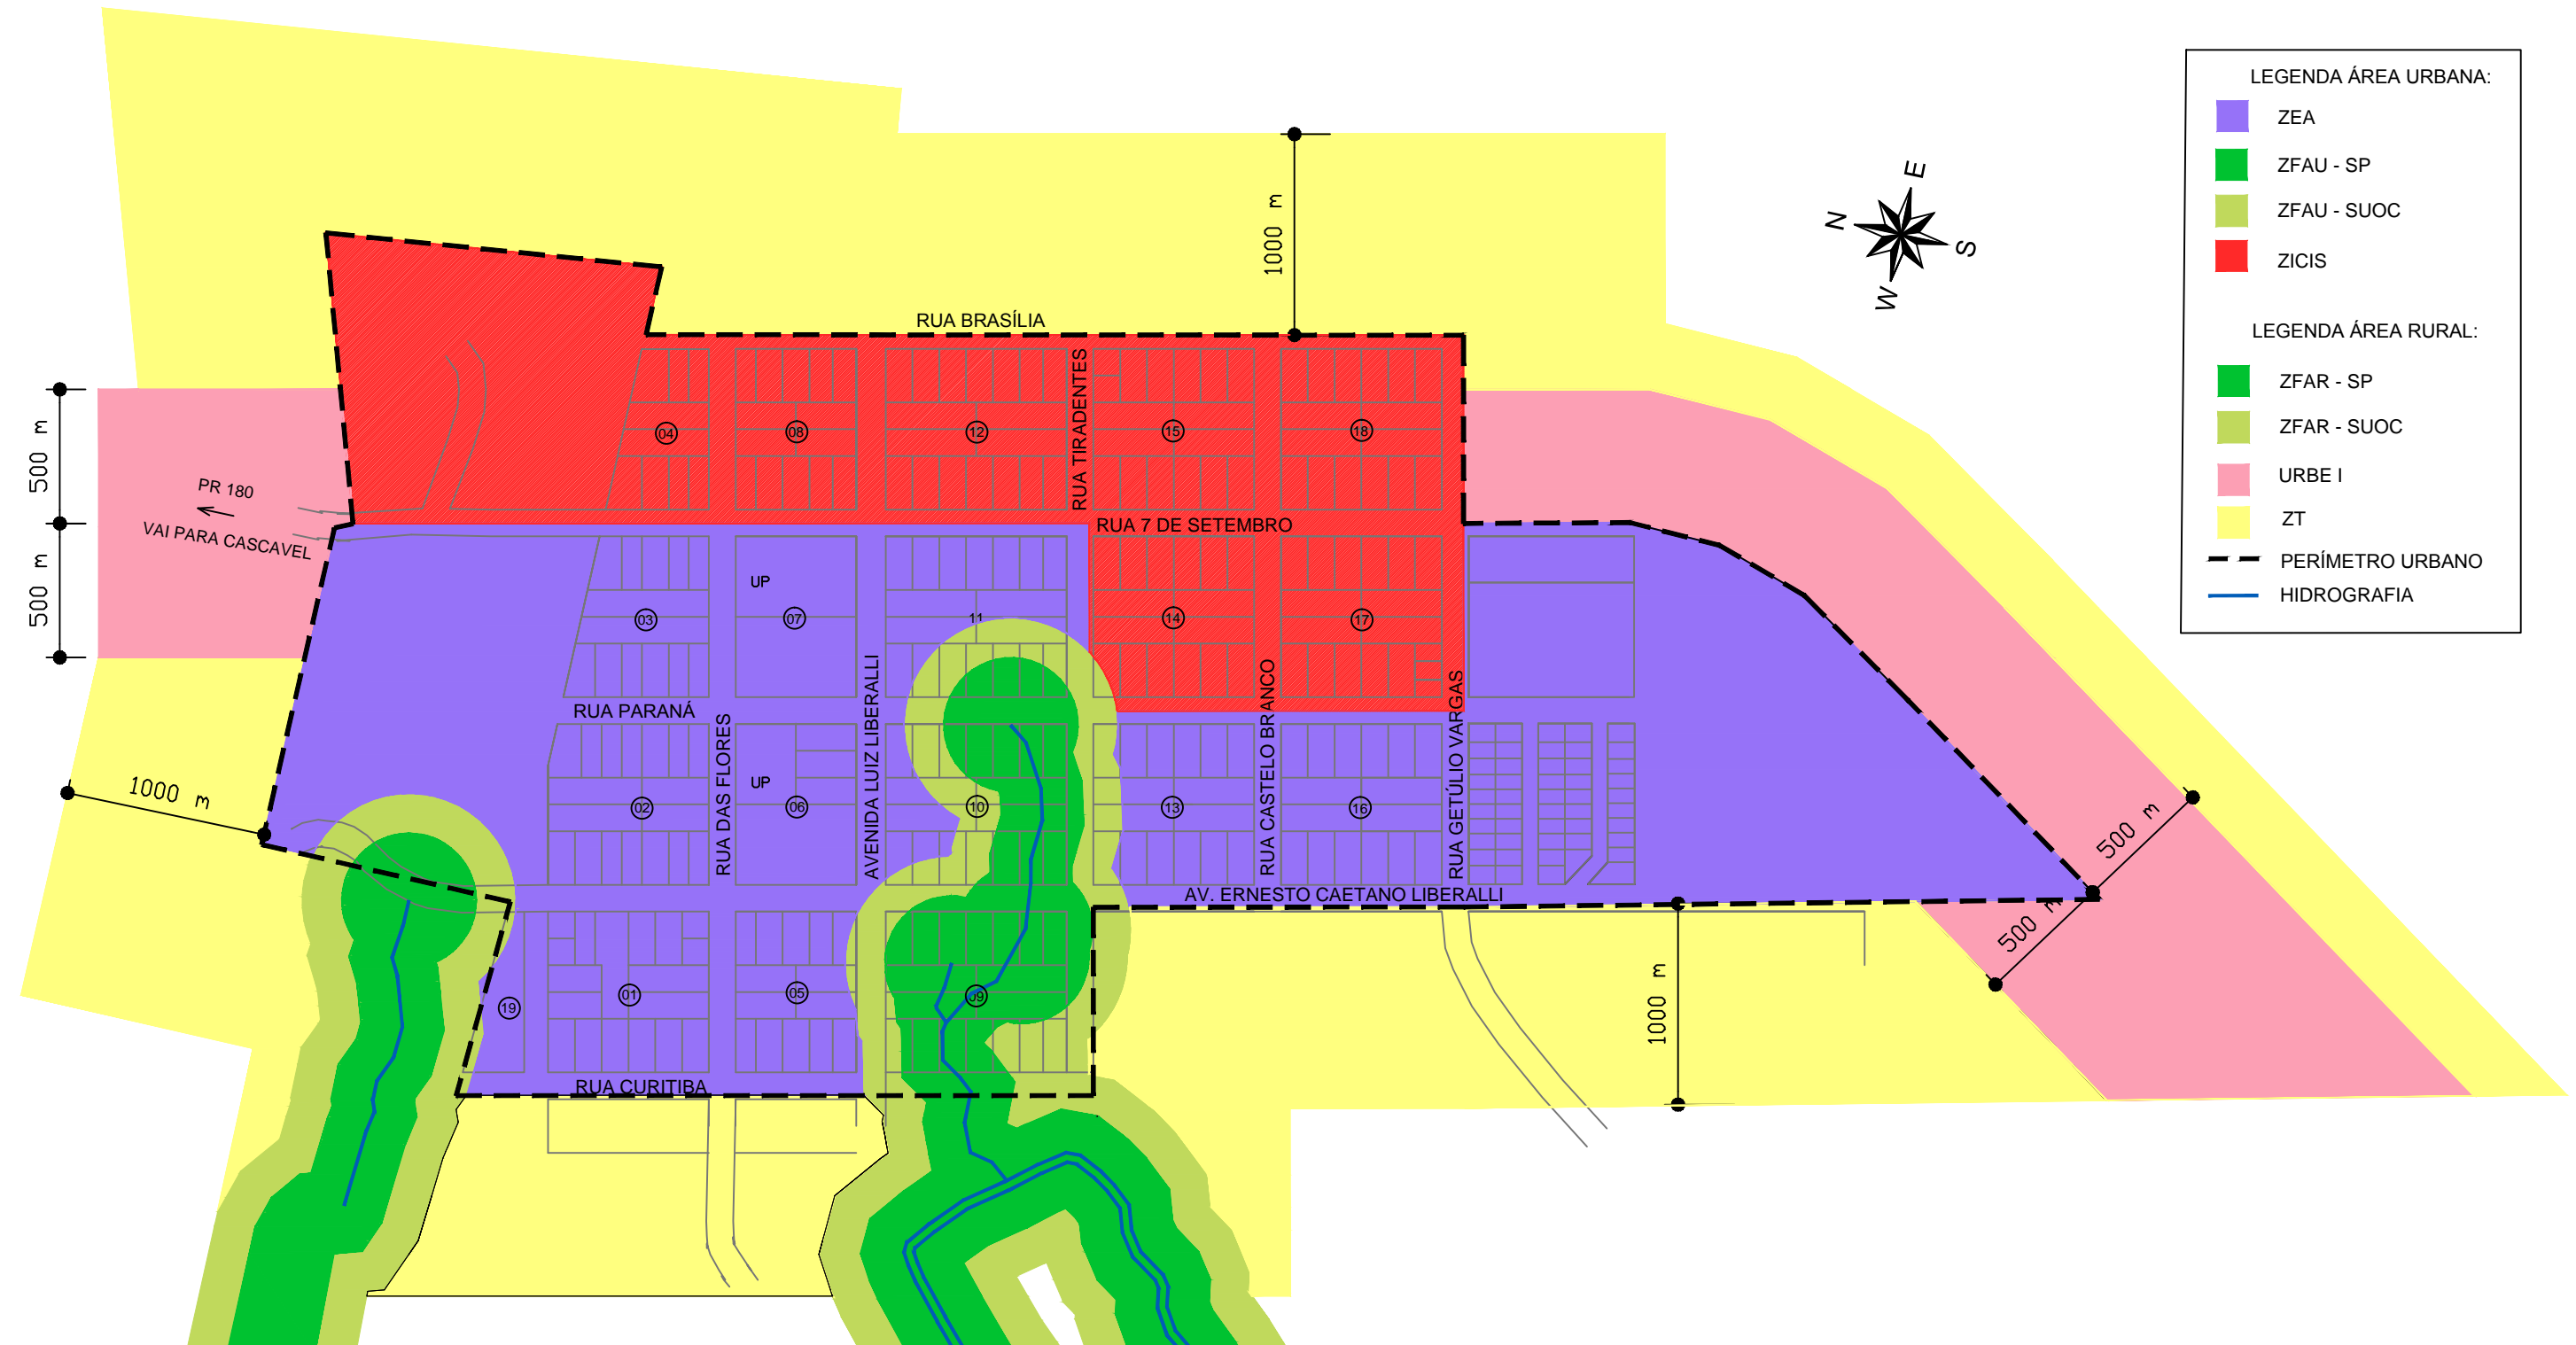 LEGENDA ÁREA URBANA:
ZEA
ZFAU - SP
ZFAU - SUOC
ZICIS
LEGENDA ÁREA RURAL:
ZFAR - SP
ZFAR - SUOC
URBE I
ZT
PERÍMETRO URBANO
HIDROGRAFIA
N
E
S
W
1000 m
RUA BRASÍLIA
RUA TIRADENTES
04
08
12
15
18
500 m
PR 180
VAI PARA CASCAVEL
500 m
RUA 7 DE SETEMBRO
UP
03
07
11
14
17
RUA PARANÁ
RUA DAS FLORES
AVENIDA LUIZ LIBERALLI
RUA CASTELO BRANCO
RUA GETÚLIO VARGAS
UP
1000 m
02
06
10
13
16
500 m
AV. ERNESTO CAETANO LIBERALLI
500 m
19
01
05
09
1000 m
RUA CURITIBA